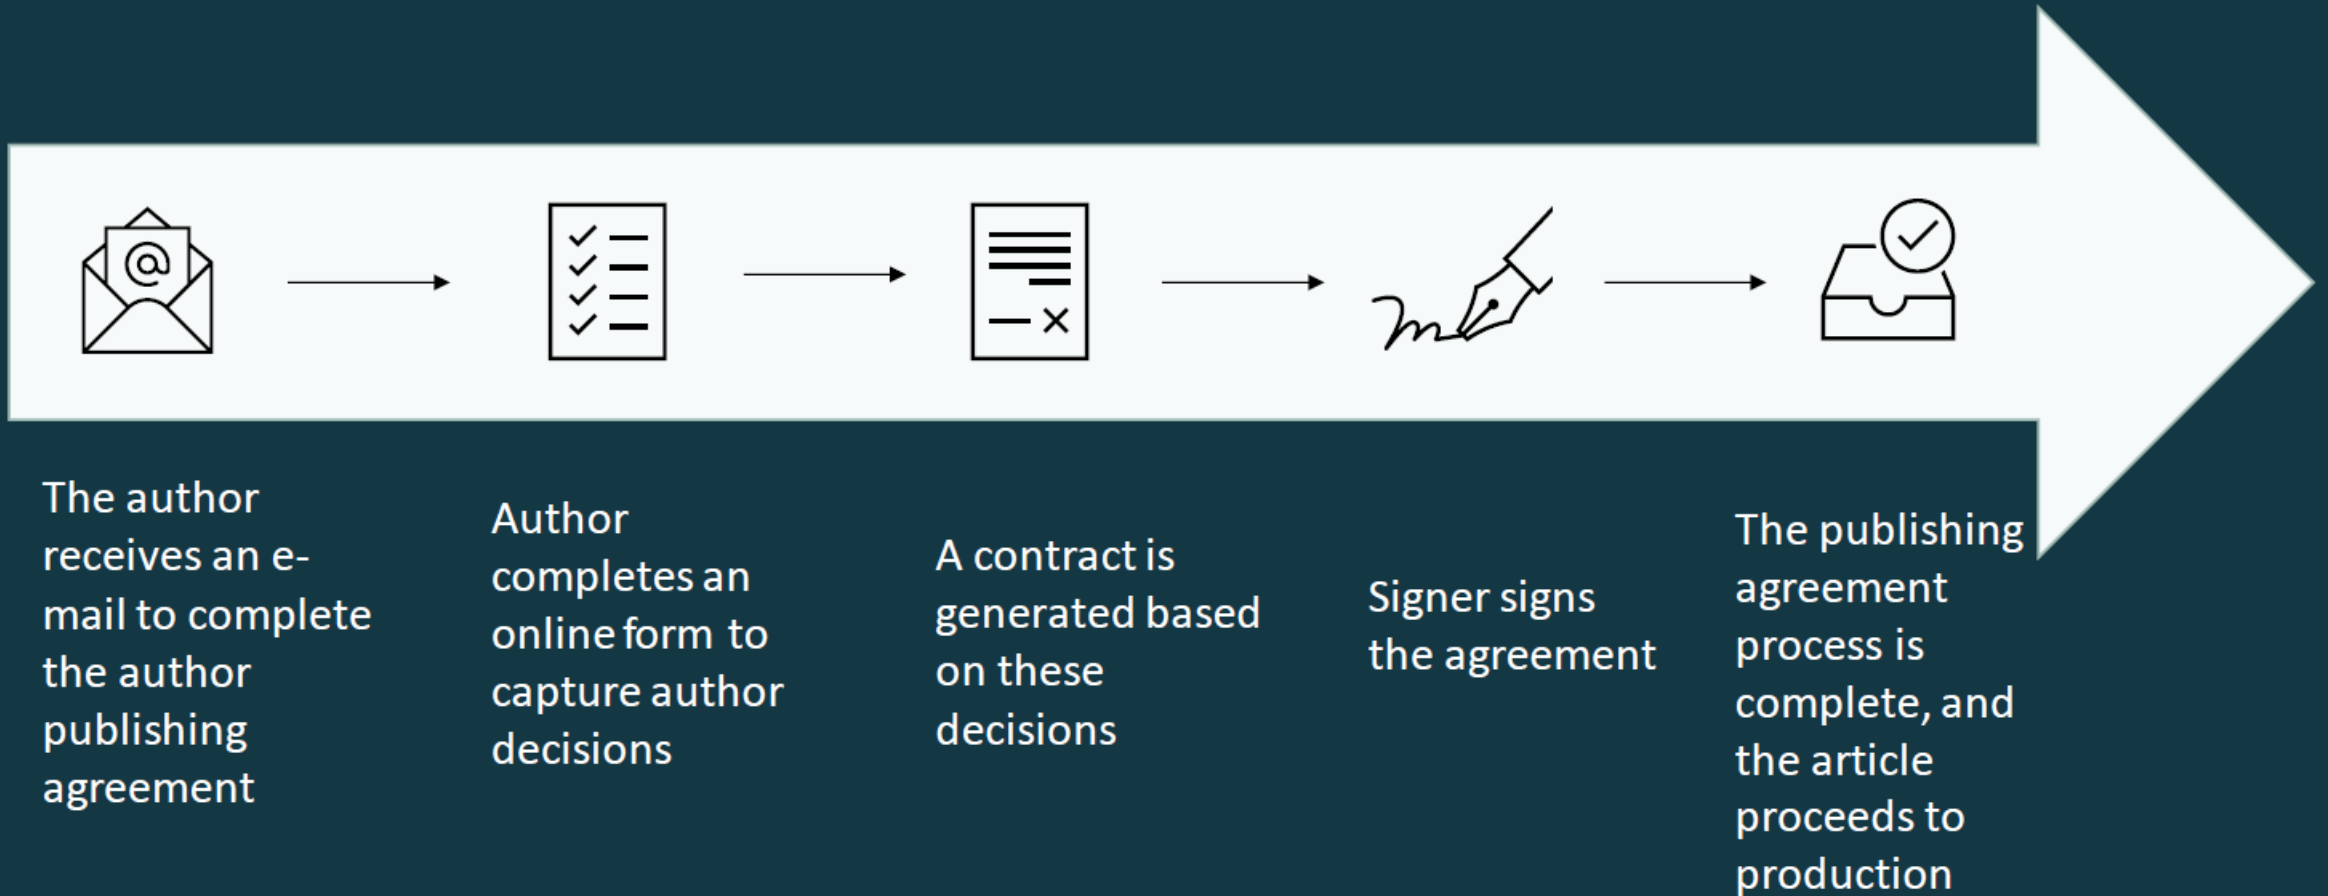 The author
receives an e-
mail to complete
the author
publishing
agreement
Author
completes an
online form to
capture author
decisions
A contract is
generated based
on these
decisions
Signer signs
the agreement
The publishing
agreement
process is
complete, and
the article
proceeds to
production